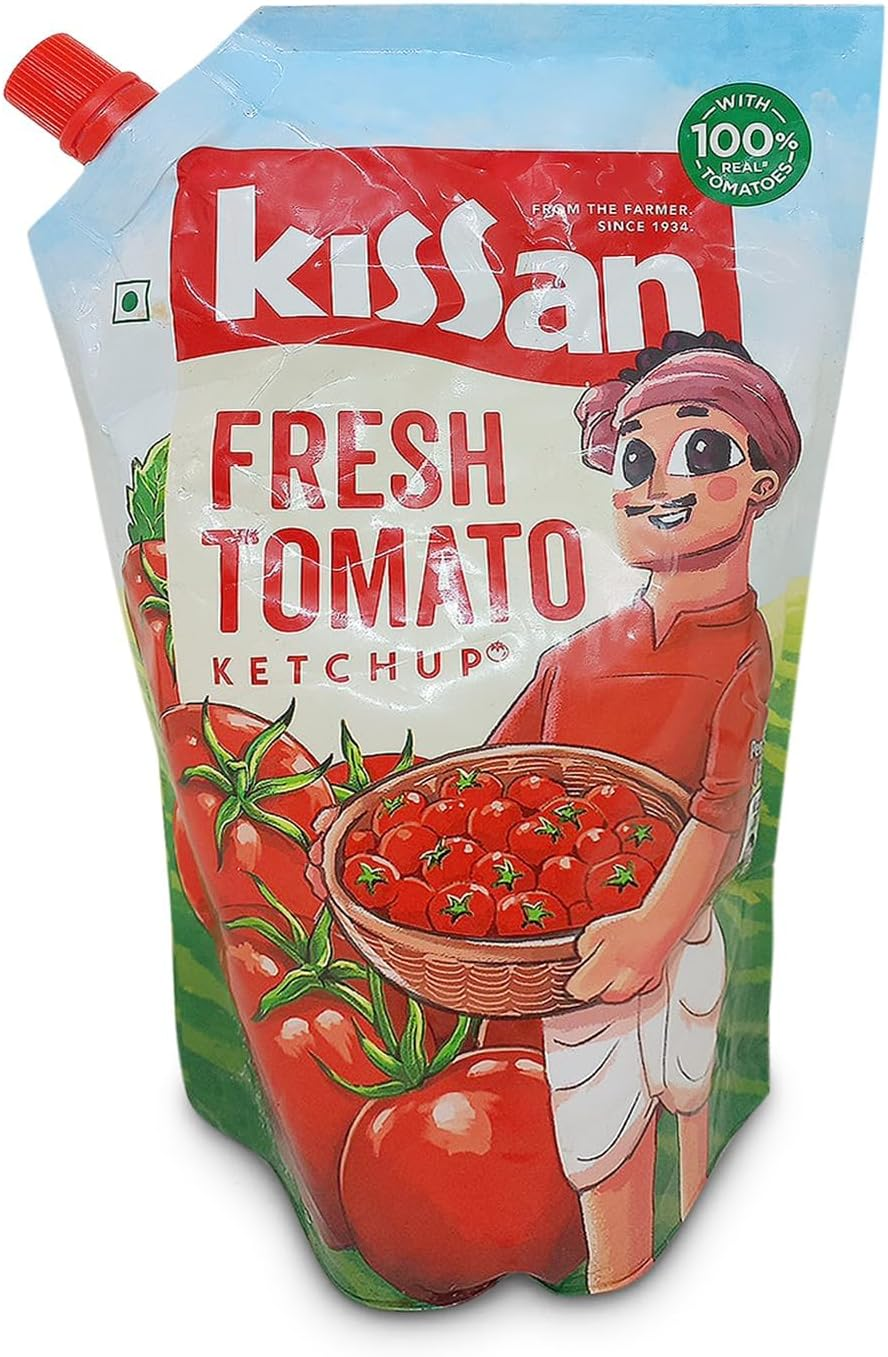 WITH
100%
REAL#
TOMATOES
FROM THE FARMER.
SINCE 1934.
kissan
FRESH
TOMATO
KETCHUP